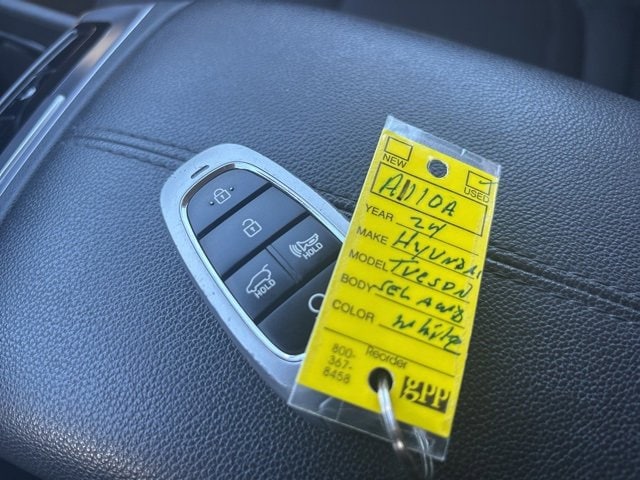 NEW
USED
A1110A
YEAR 24
MAKE Hyundai
MODEL Tucson
BODY SEL AWD
COLOR white
Reorder
800-
367-
8458
gpp
HOLD
HOLD